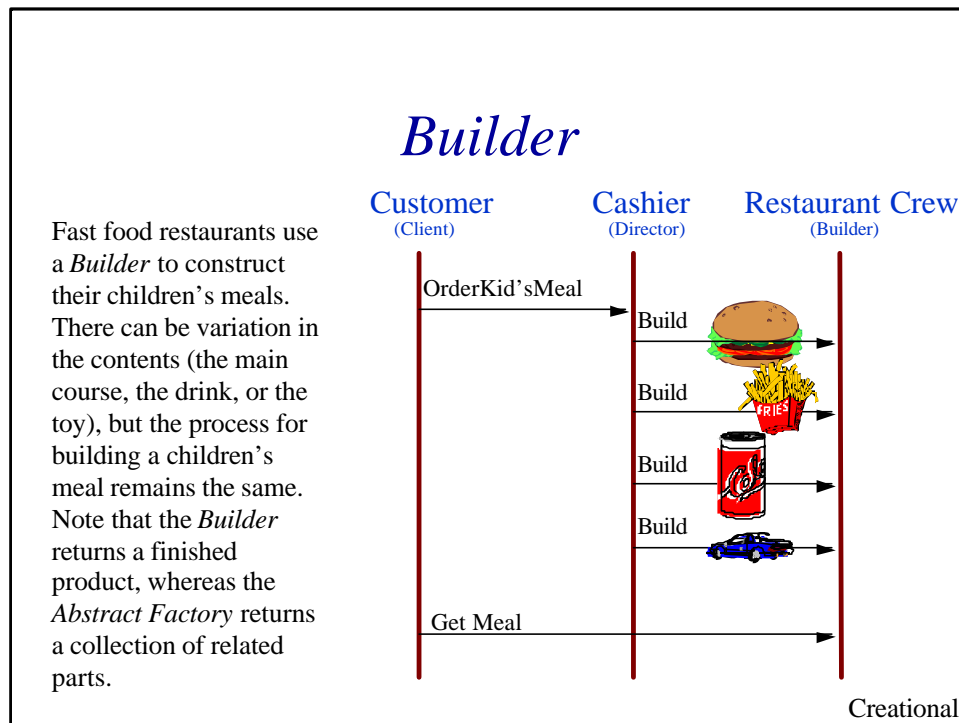 Builder
Fast food restaurants use
a Builder to construct
their children’s meals.
There can be variation in
the contents (the main
course, the drink, or the
toy), but the process for
building a children’s
meal remains the same.
Note that the Builder
returns a finished
product, whereas the
Abstract Factory returns
a collection of related
parts.
Customer
(Client)
Cashier
(Director)
Restaurant Crew
(Builder)
OrderKid’sMeal
Build
Build
FRIES
Build
Build
Get Meal
Creational